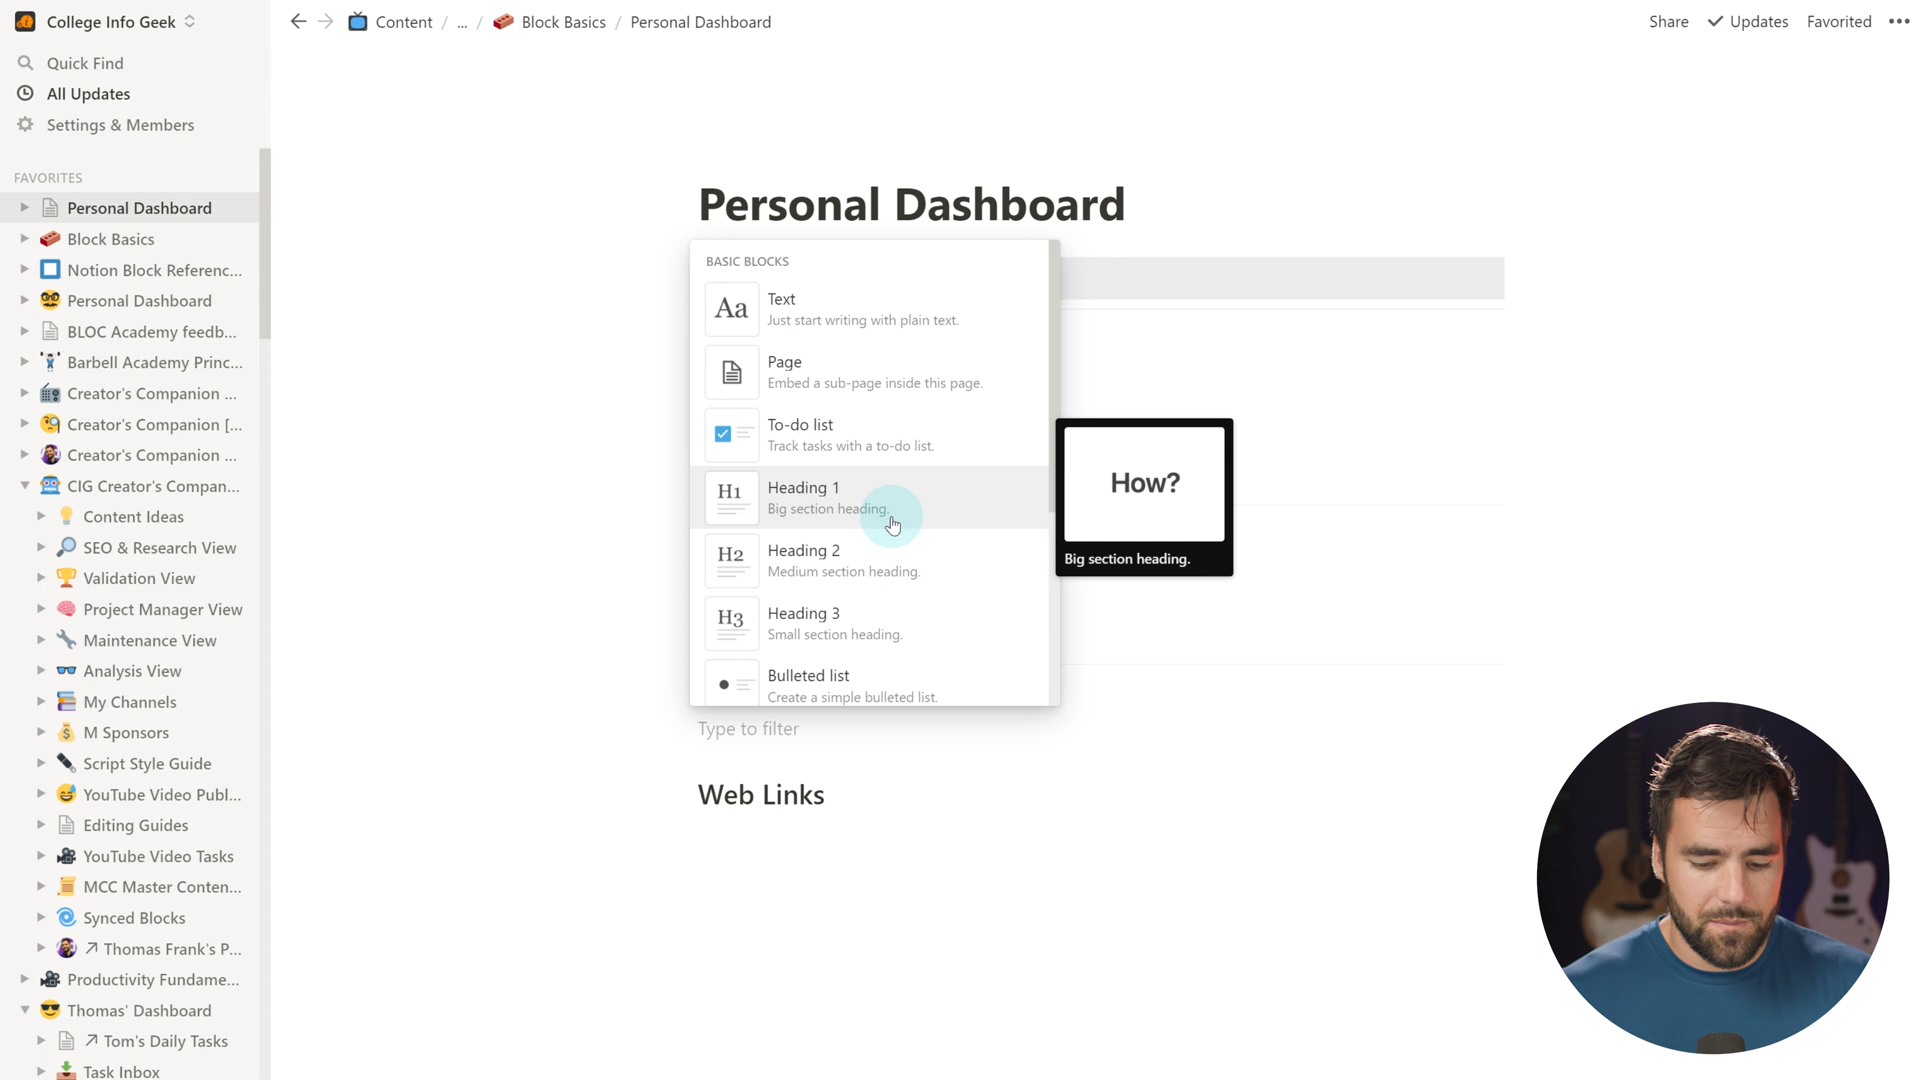 College Info Geek
Quick Find
All Updates
Settings & Members
FAVORITES
Personal Dashboard
Block Basics
Notion Block Referenc...
Personal Dashboard
BLOC Academy feedb...
Barbell Academy Princ...
Creator's Companion ...
Creator's Companion [...
Creator's Companion ...
CIG Creator's Compan...
Content Ideas
SEO & Research View
Validation View
Project Manager View
Maintenance View
Analysis View
My Channels
M Sponsors
Script Style Guide
YouTube Video Publ...
Editing Guides
YouTube Video Tasks
MCC Master Conten...
Synced Blocks
Thomas Frank's P...
Productivity Fundame...
Thomas' Dashboard
Tom's Daily Tasks
Task Inbox
Content / ... / Block Basics / Personal Dashboard
Share Updates Favorited
Personal Dashboard
BASIC BLOCKS
Aa
Text
Just start writing with plain text.
Page
Embed a sub-page inside this page.
To-do list
Track tasks with a to-do list.
H1
Heading 1
Big section heading.
H2
Heading 2
Medium section heading.
H3
Heading 3
Small section heading.
Bulleted list
Create a simple bulleted list.
How?
Big section heading.
Type to filter
Web Links